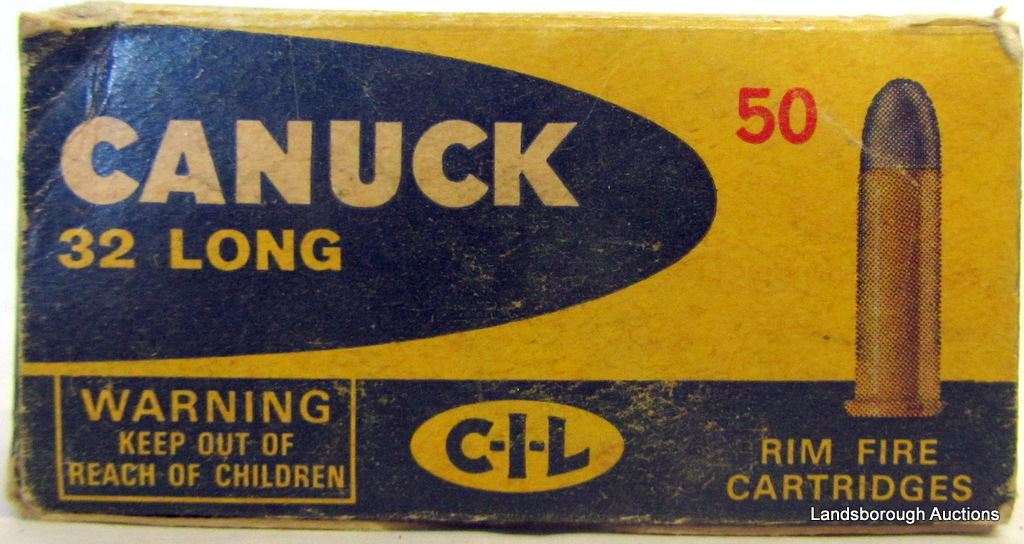 CANUCK
32 LONG
50
WARNING
KEEP OUT OF
REACH OF CHILDREN
C-I-L
RIM FIRE
CARTRIDGES
Landsborough Auctions